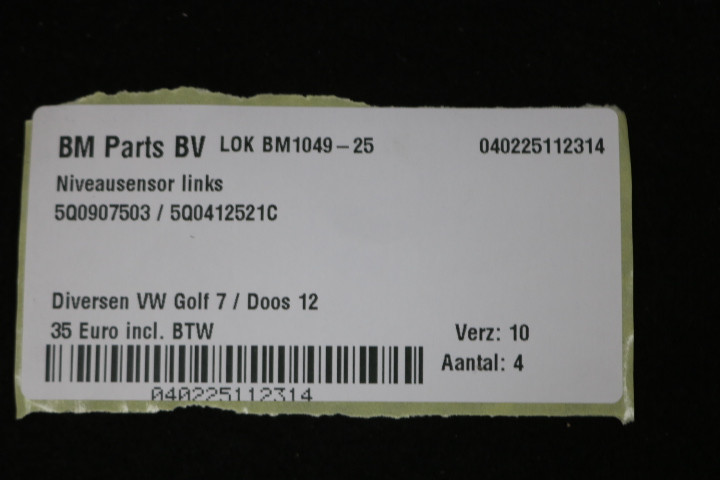 BM Parts BV LOK BM1049-25 040225112314
Niveausensor links
5Q0907503 / 5Q0412521C
Diversen VW Golf 7 / Doos 12
35 Euro incl. BTW Verz: 10
Aantal: 4
040225112314